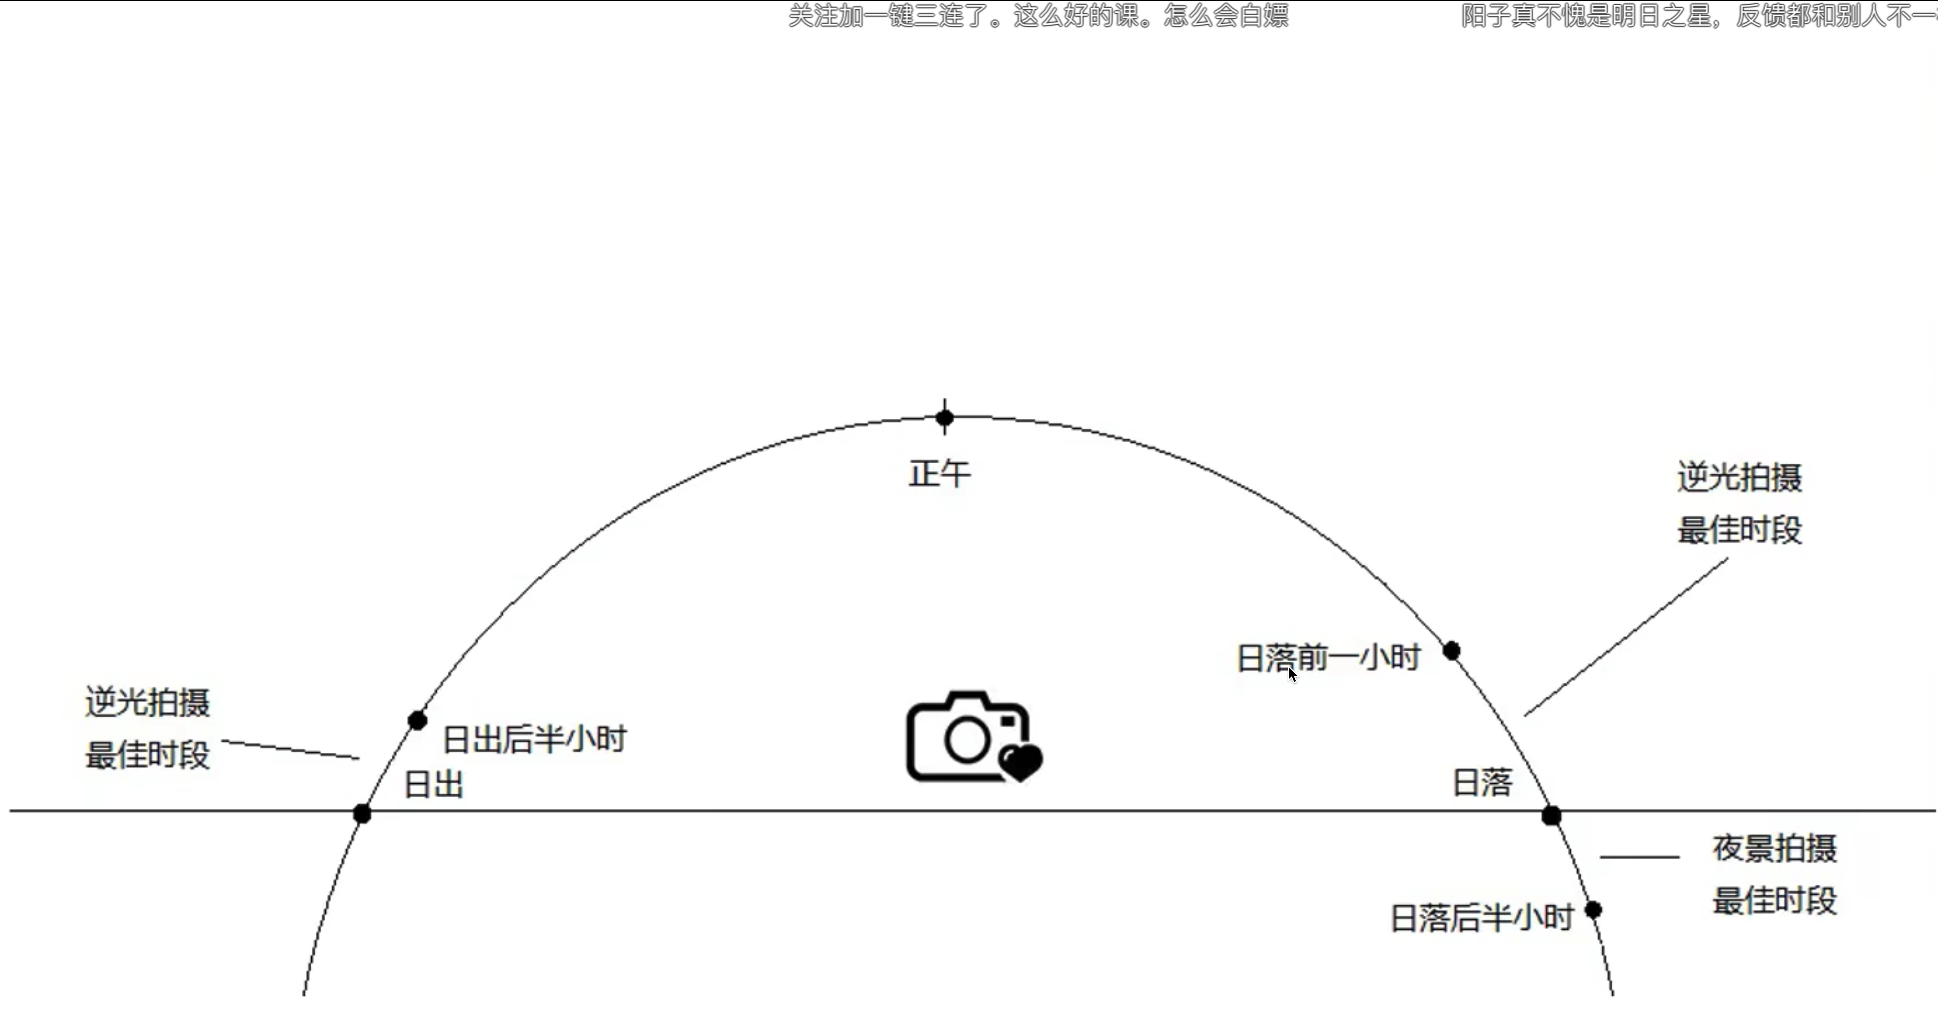 关注加一键三连了。这么好的课。怎么会白嫖
阳子真不愧是明日之星，反馈都和别人不一
正午
逆光拍摄
最佳时段
日落前一小时
逆光拍摄
最佳时段
日出后半小时
日出
日落
夜景拍摄
最佳时段
日落后半小时